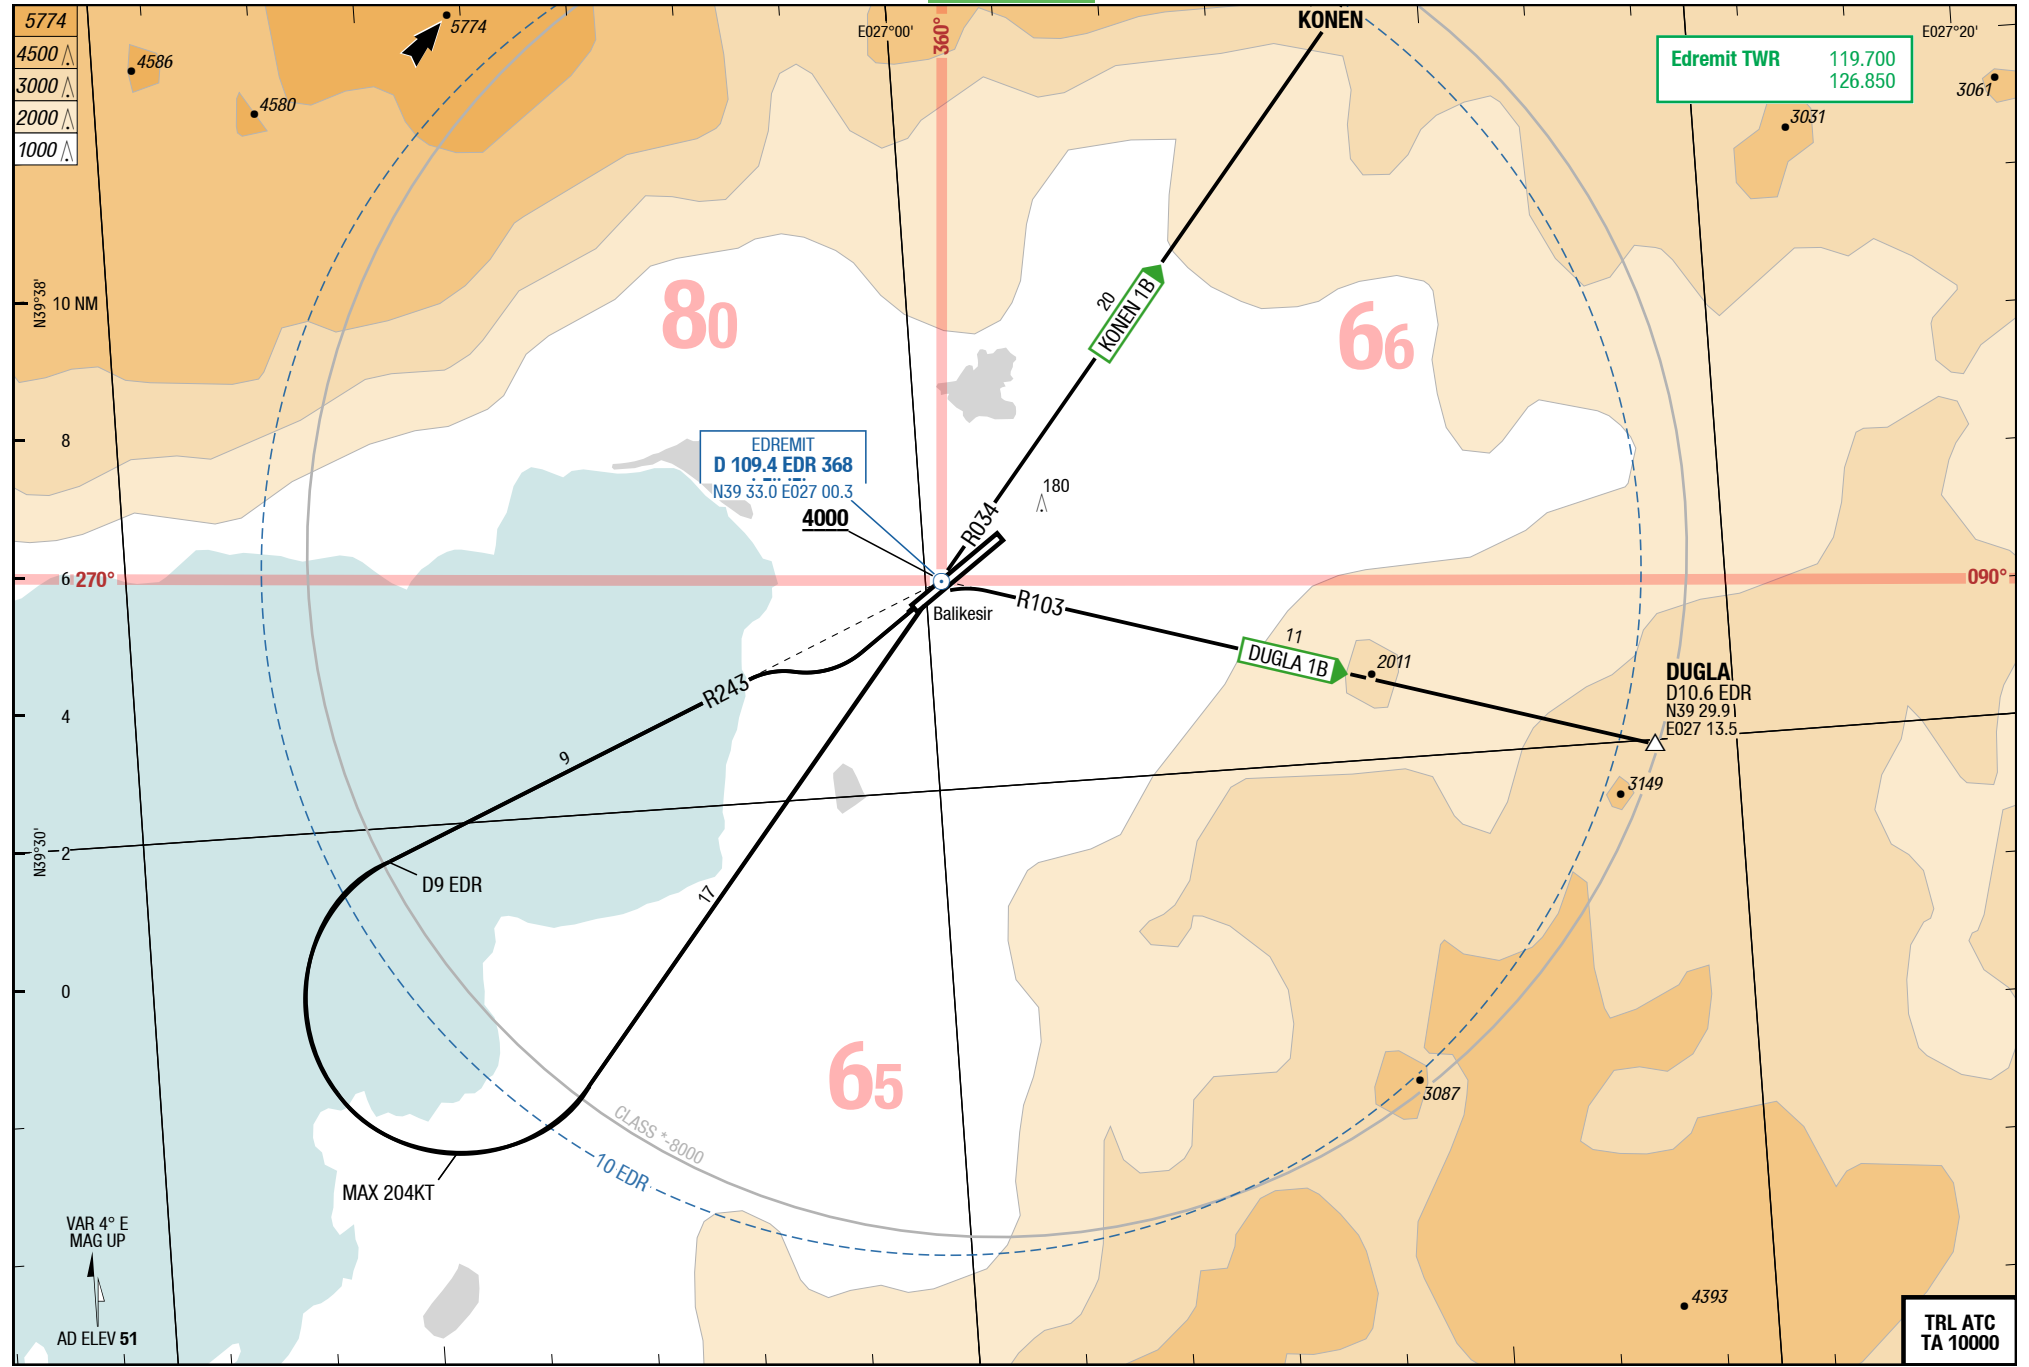 5774
4500
3000
2000
1000
4586
4580
5774
E027°00'
360°
KONEN
E027°20'
Edremit TWR 119.700
126.850
3061
3031
N39°38'
10 NM
80
66
20
KONEN 1B
8
EDREMIT
D 109.4 EDR 368
N39 33.0 E027 00.3
4000
180
R034
6
270°
090°
Balikesir
R103
11
DUGLA 1B
2011
DUGLA
D10.6 EDR
N39 29.9
E027 13.5
R243
4
9
3149
N39°30'
2
D9 EDR
17
0
65
3087
CLASS *-8000
10 EDR
MAX 204KT
VAR 4° E
MAG UP
AD ELEV 51
4393
TRL ATC
TA 10000